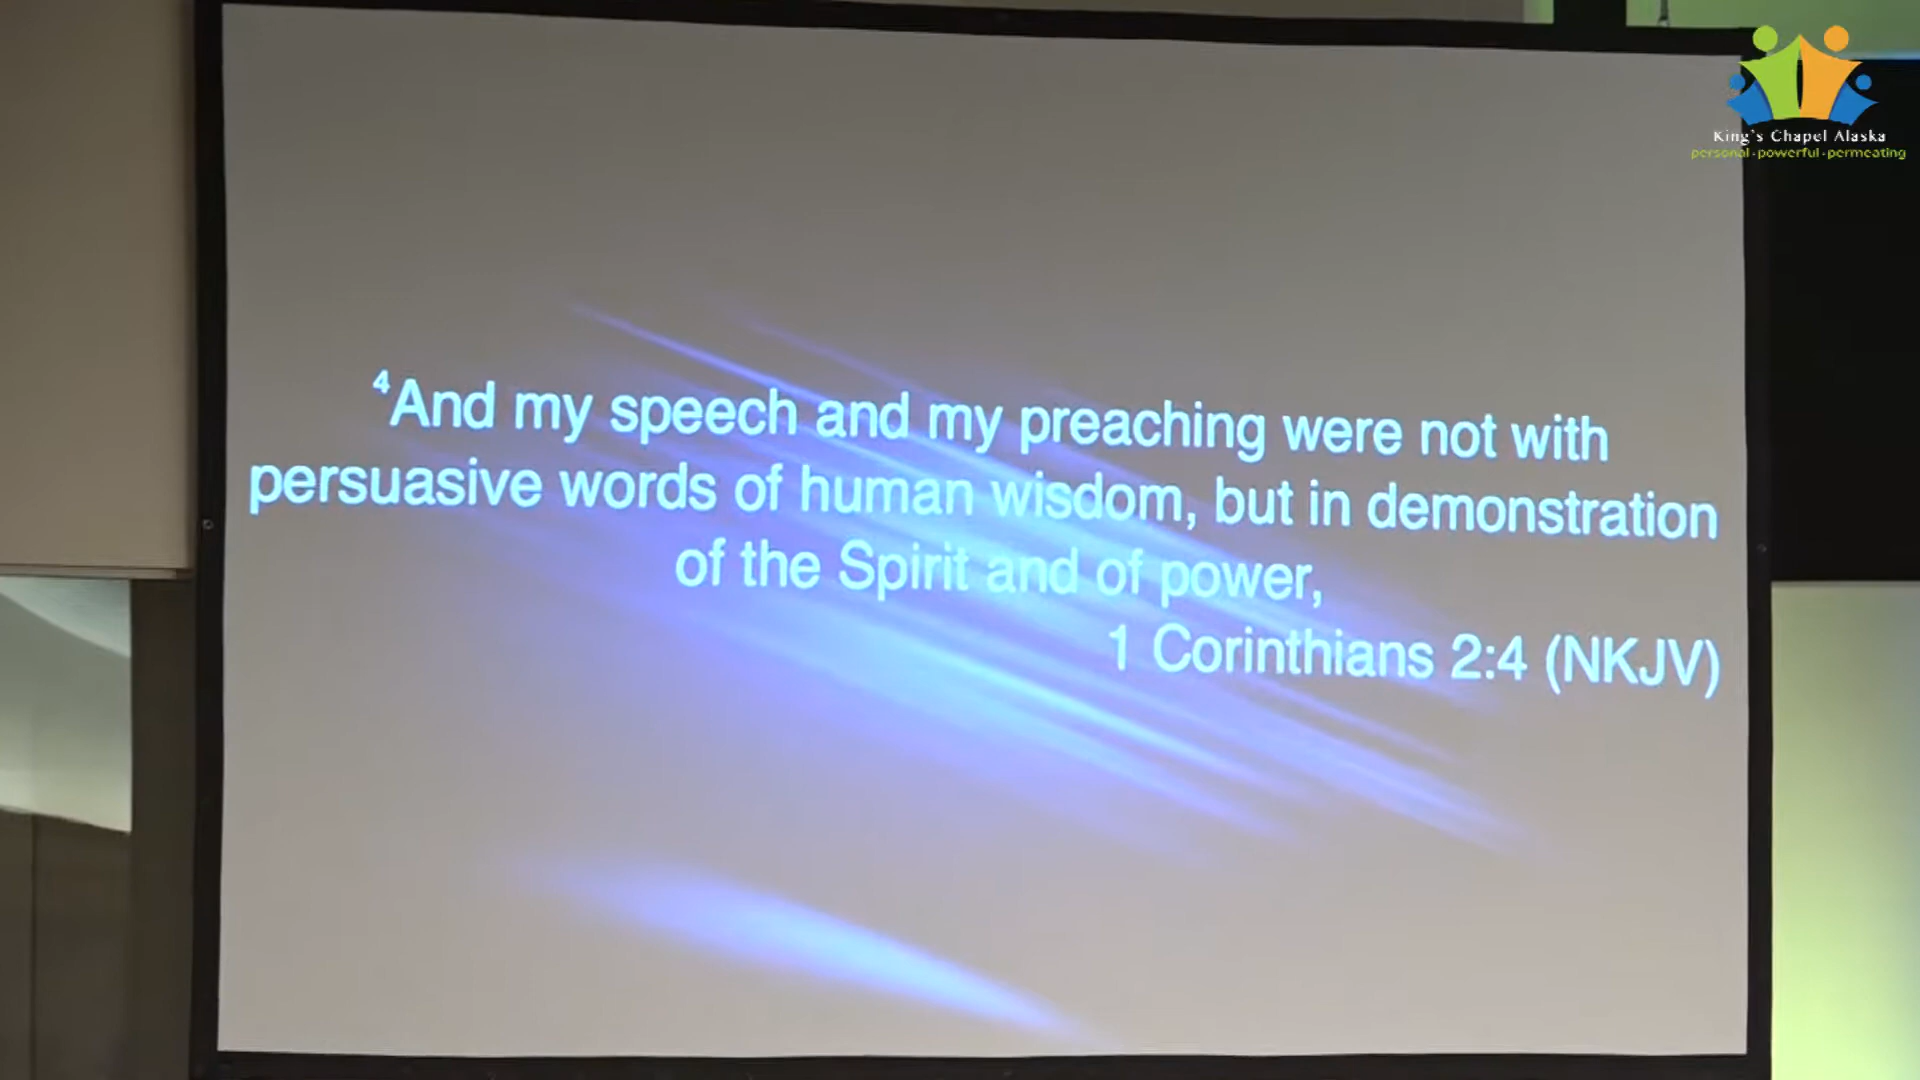 King's Chapel Alaska
personal · powerful · permeating
4And my speech and my preaching were not with
persuasive words of human wisdom, but in demonstration
of the Spirit and of power,
1 Corinthians 2:4 (NKJV)